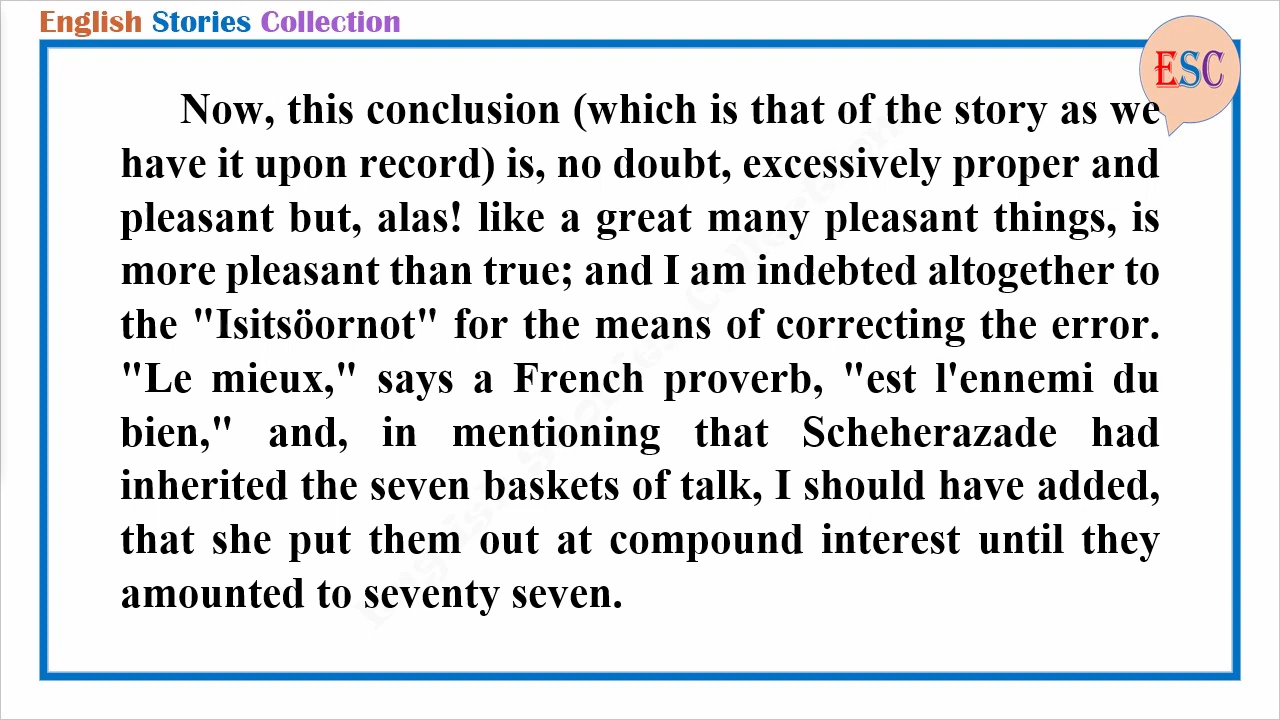 English Stories Collection
ESC
Now, this conclusion (which is that of the story as we
have it upon record) is, no doubt, excessively proper and
pleasant but, alas! like a great many pleasant things, is
more pleasant than true; and I am indebted altogether to
the "Isitsöornot" for the means of correcting the error.
"Le mieux," says a French proverb, "est l'ennemi du
bien," and, in mentioning that Scheherazade had
inherited the seven baskets of talk, I should have added,
that she put them out at compound interest until they
amounted to seventy seven.